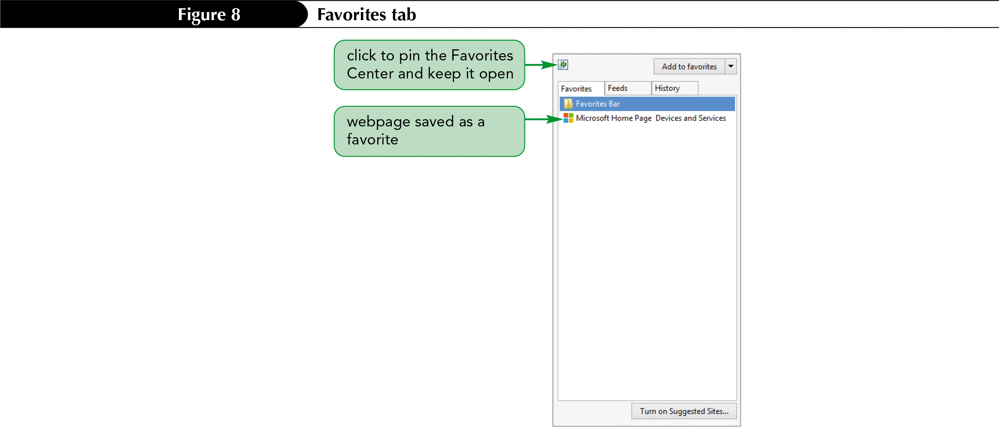 Figure 8 Favorites tab
click to pin the Favorites
Center and keep it open
Add to favorites
Favorites Feeds History
Favorites Bar
webpage saved as a
favorite
Microsoft Home Page Devices and Services
Turn on Suggested Sites...